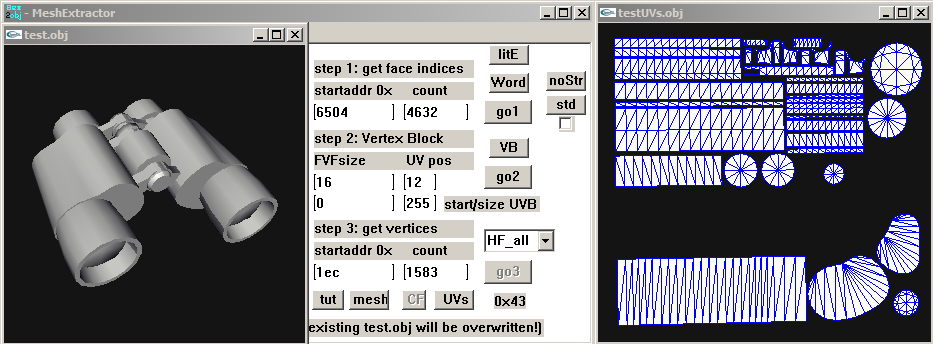 Hex
2obj
- MeshExtractor
test.obj
testUVs.obj
litE
step 1: get face indices
startaddr 0x count
Word
noStr
[6504 ] [4632 ]
go1
std
step 2: Vertex Block
VB
FVFsize UV pos
[16 ] [12 ]
go2
[0 ] [255 ] start/size UVB
step 3: get vertices
startaddr 0x count
HF_all
[1ec ] [1583 ]
go3
tut mesh CF UVs 0x43
existing test.obj will be overwritten!)